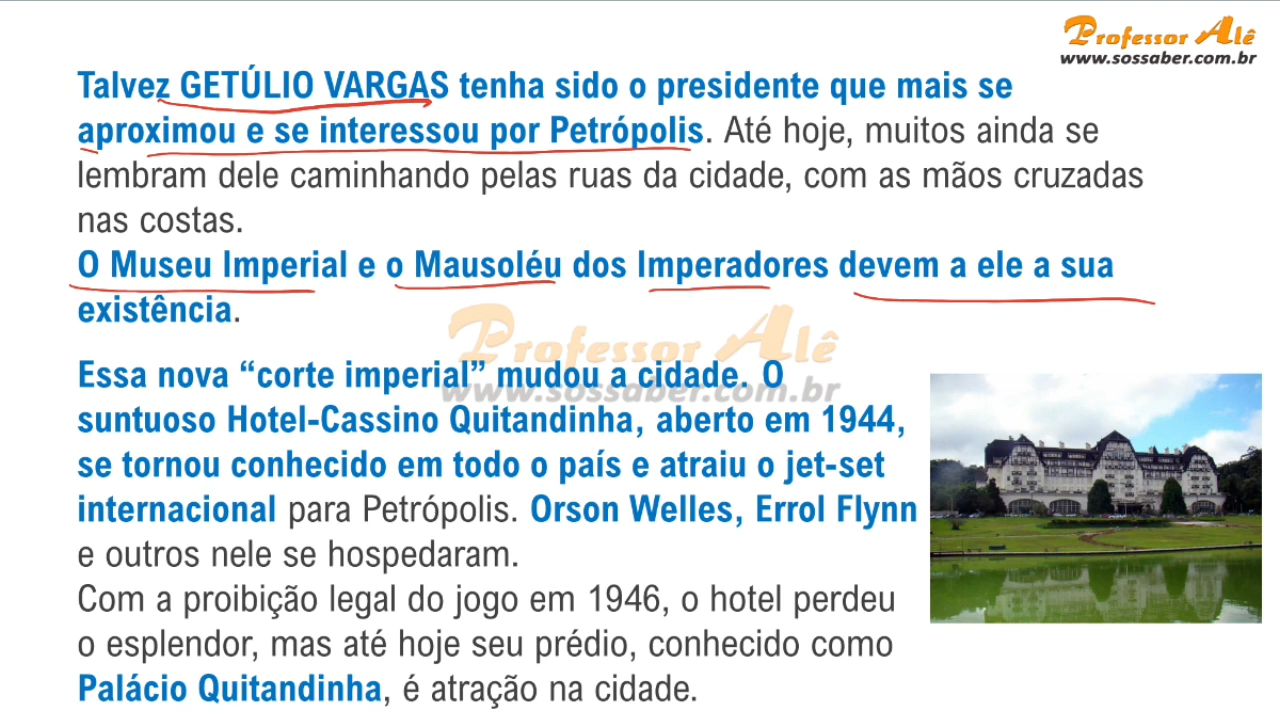 Professor Alê
www.sossaber.com.br
Talvez GETÚLIO VARGAS tenha sido o presidente que mais se
aproximou e se interessou por Petrópolis. Até hoje, muitos ainda se
lembram dele caminhando pelas ruas da cidade, com as mãos cruzadas
nas costas.
O Museu Imperial e o Mausoléu dos Imperadores devem a ele a sua
existência.
Professor Alê
www.sossaber.com.br
Essa nova “corte imperial” mudou a cidade. O
suntuoso Hotel-Cassino Quitandinha, aberto em 1944,
se tornou conhecido em todo o país e atraiu o jet-set
internacional para Petrópolis. Orson Welles, Errol Flynn
e outros nele se hospedaram.
Com a proibição legal do jogo em 1946, o hotel perdeu
o esplendor, mas até hoje seu prédio, conhecido como
Palácio Quitandinha, é atração na cidade.